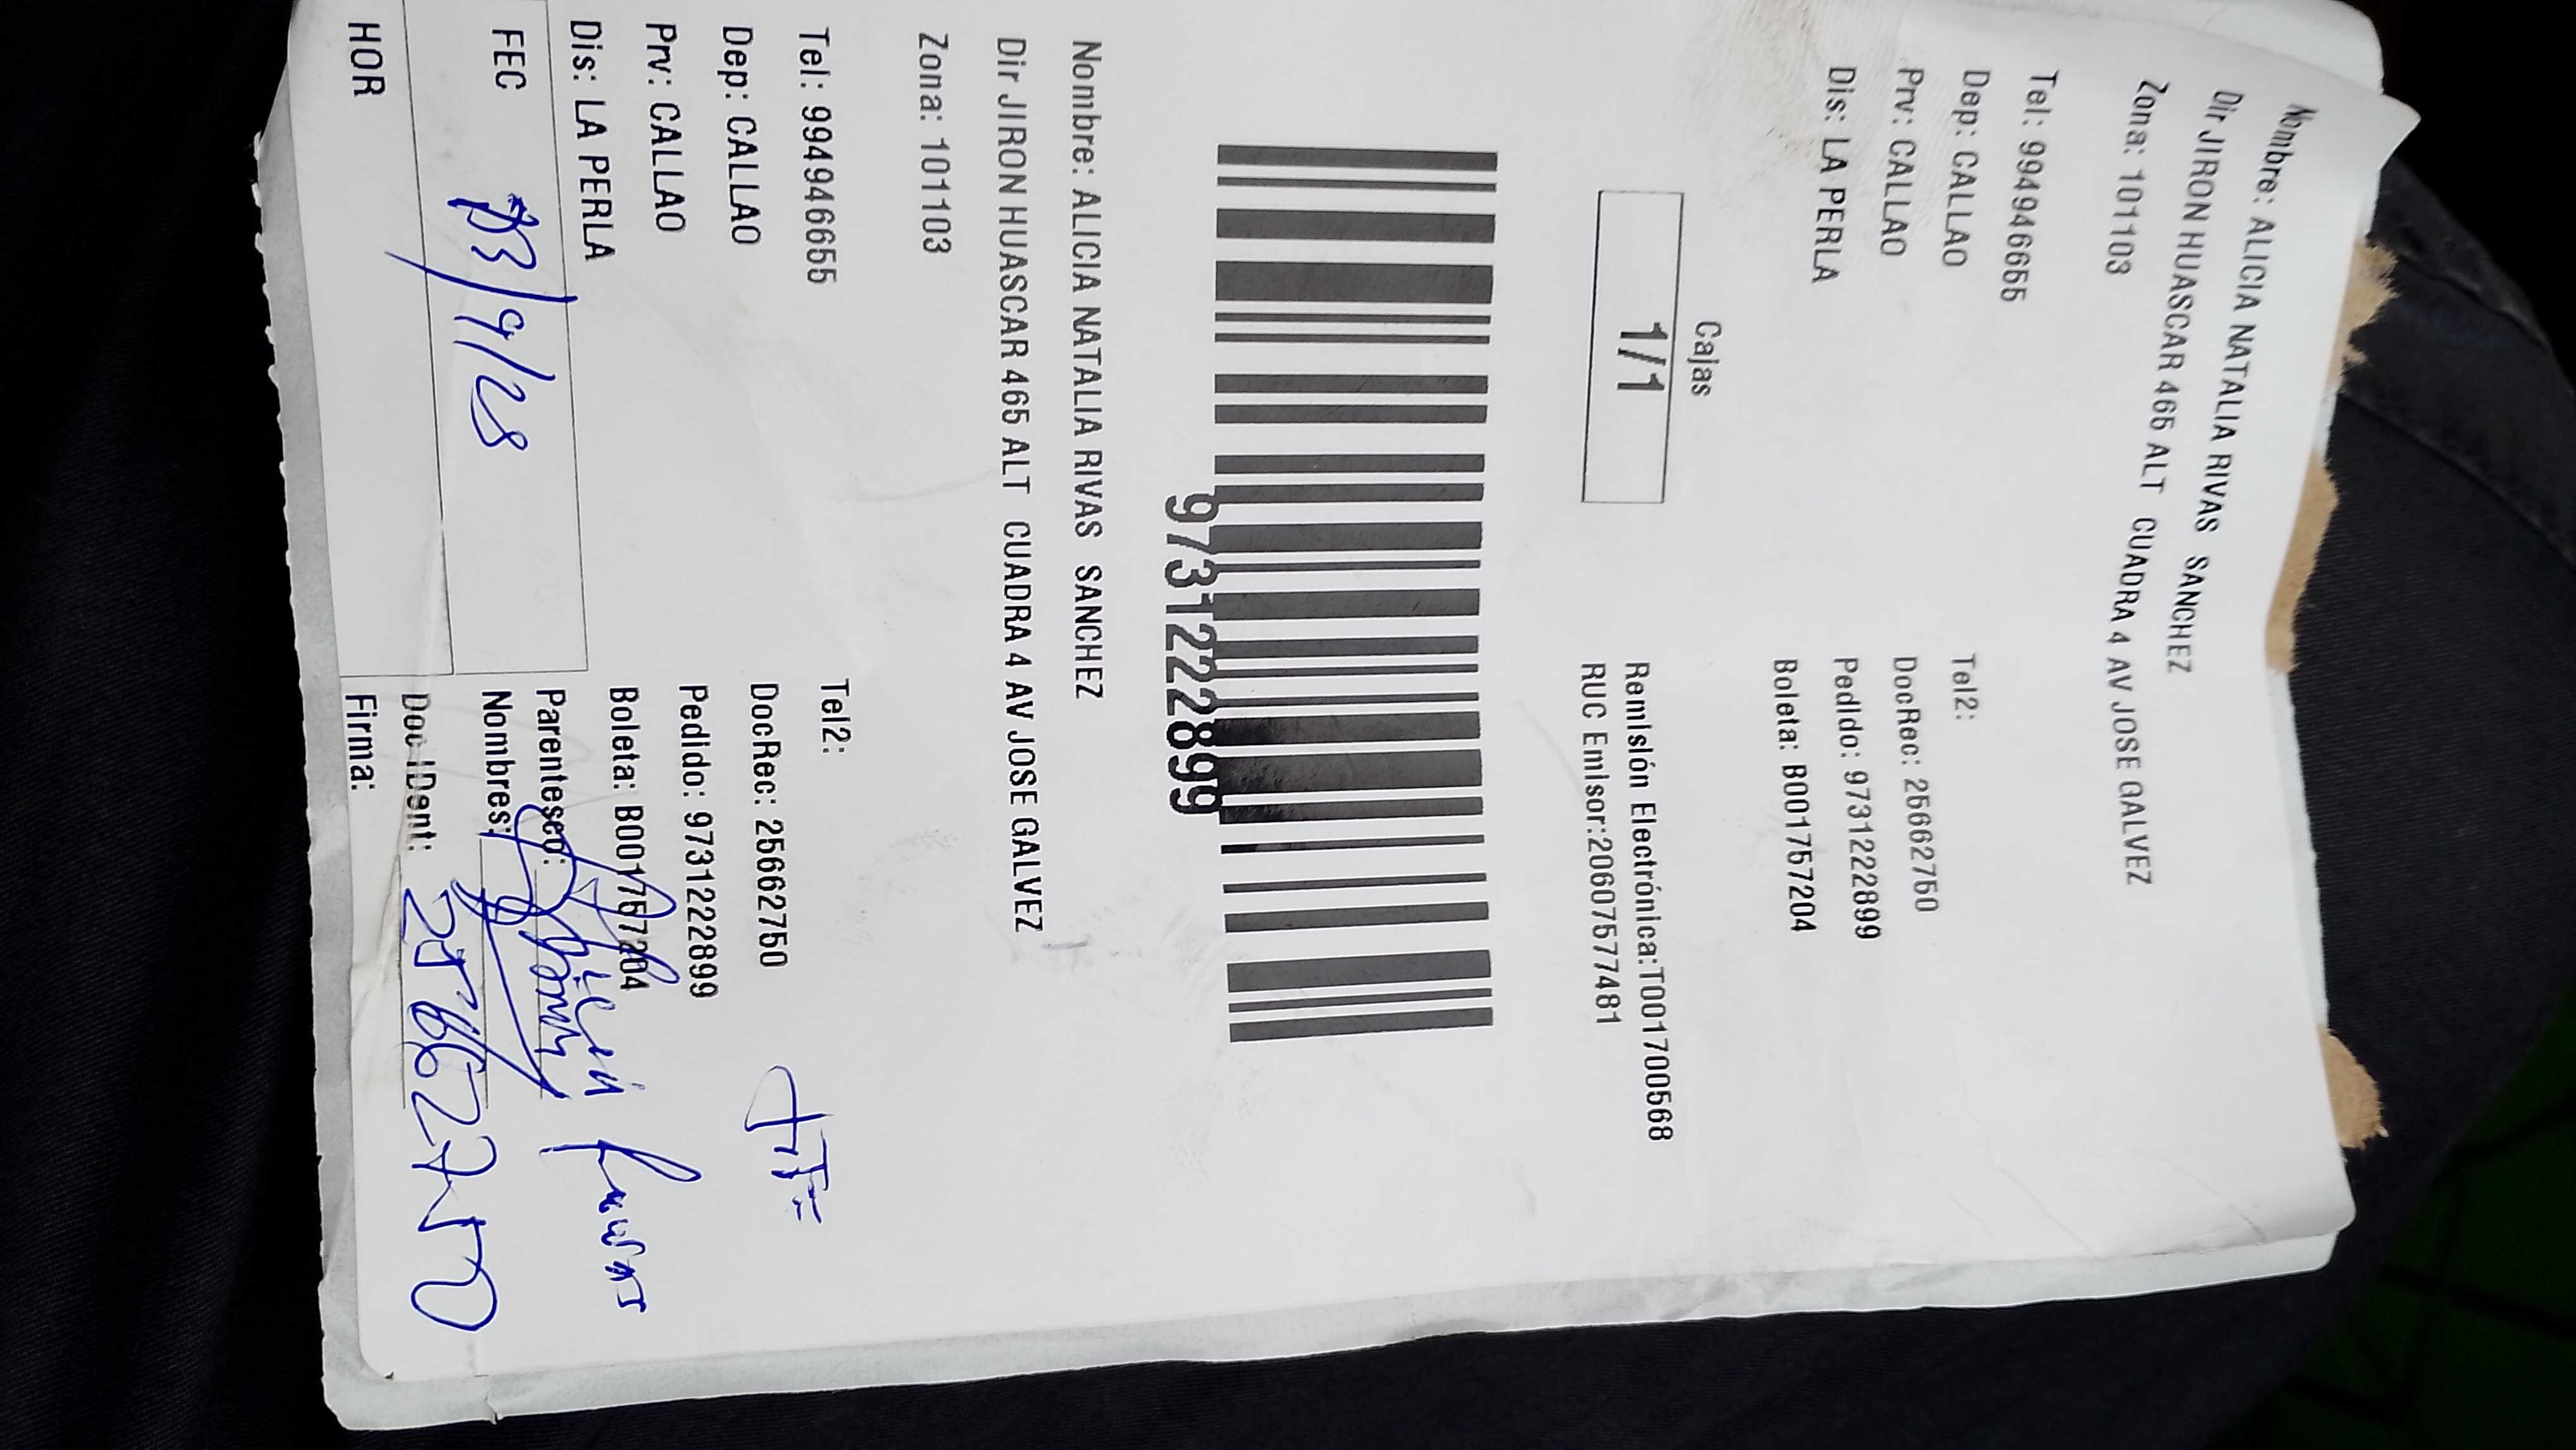 Nombre: ALICIA NATALIA RIVAS SANCHEZ
Dir JIRON HUASCAR 465 ALT CUADRA 4 AV JOSE GALVEZ
Zona: 101103
Tel: 994946655 Tel2:
Dep: CALLAO DocRec: 25662750
Prv: CALLAO Pedido: 9731222899
Dis: LA PERLA Boleta: B001757204
Cajas
1/1
Remisión Electrónica:T001700568
RUC Emisor:20607577481
9731222899
Nombre: ALICIA NATALIA RIVAS SANCHEZ
Dir JIRON HUASCAR 465 ALT CUADRA 4 AV JOSE GALVEZ
Zona: 101103
Tel: 994946655 Tel2:
Dep: CALLAO DocRec: 25662750
Prv: CALLAO Pedido: 9731222899
Dis: LA PERLA Boleta: B001757204
Parentesco:
FEC Nombres:
Doc IDent: 25662750
HOR Firma: